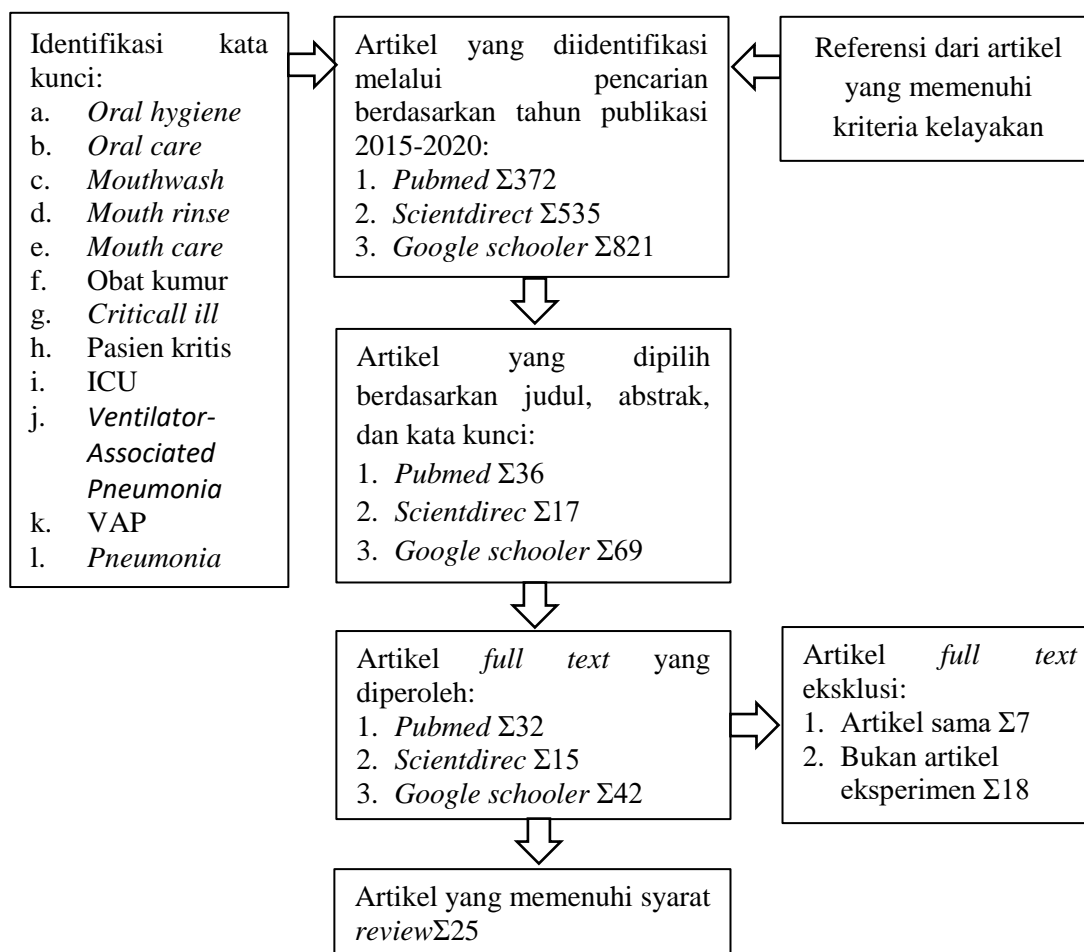 Identifikasi kata
kunci:
a. Oral hygiene
b. Oral care
c. Mouthwash
d. Mouth rinse
e. Mouth care
f. Obat kumur
g. Criticall ill
h. Pasien kritis
i. ICU
j. Ventilator-
Associated
Pneumonia
k. VAP
l. Pneumonia
Artikel yang diidentifikasi
melalui pencarian
berdasarkan tahun publikasi
2015-2020:
1. Pubmed Σ372
2. Scientdirect Σ535
3. Google schooler Σ821
Referensi dari artikel
yang memenuhi
kriteria kelayakan
Artikel yang dipilih
berdasarkan judul, abstrak,
dan kata kunci:
1. Pubmed Σ36
2. Scientdirec Σ17
3. Google schooler Σ69
Artikel full text yang
diperoleh:
1. Pubmed Σ32
2. Scientdirec Σ15
3. Google schooler Σ42
Artikel full text
eksklusi:
1. Artikel sama Σ7
2. Bukan artikel
eksperimen Σ18
Artikel yang memenuhi syarat
reviewΣ25